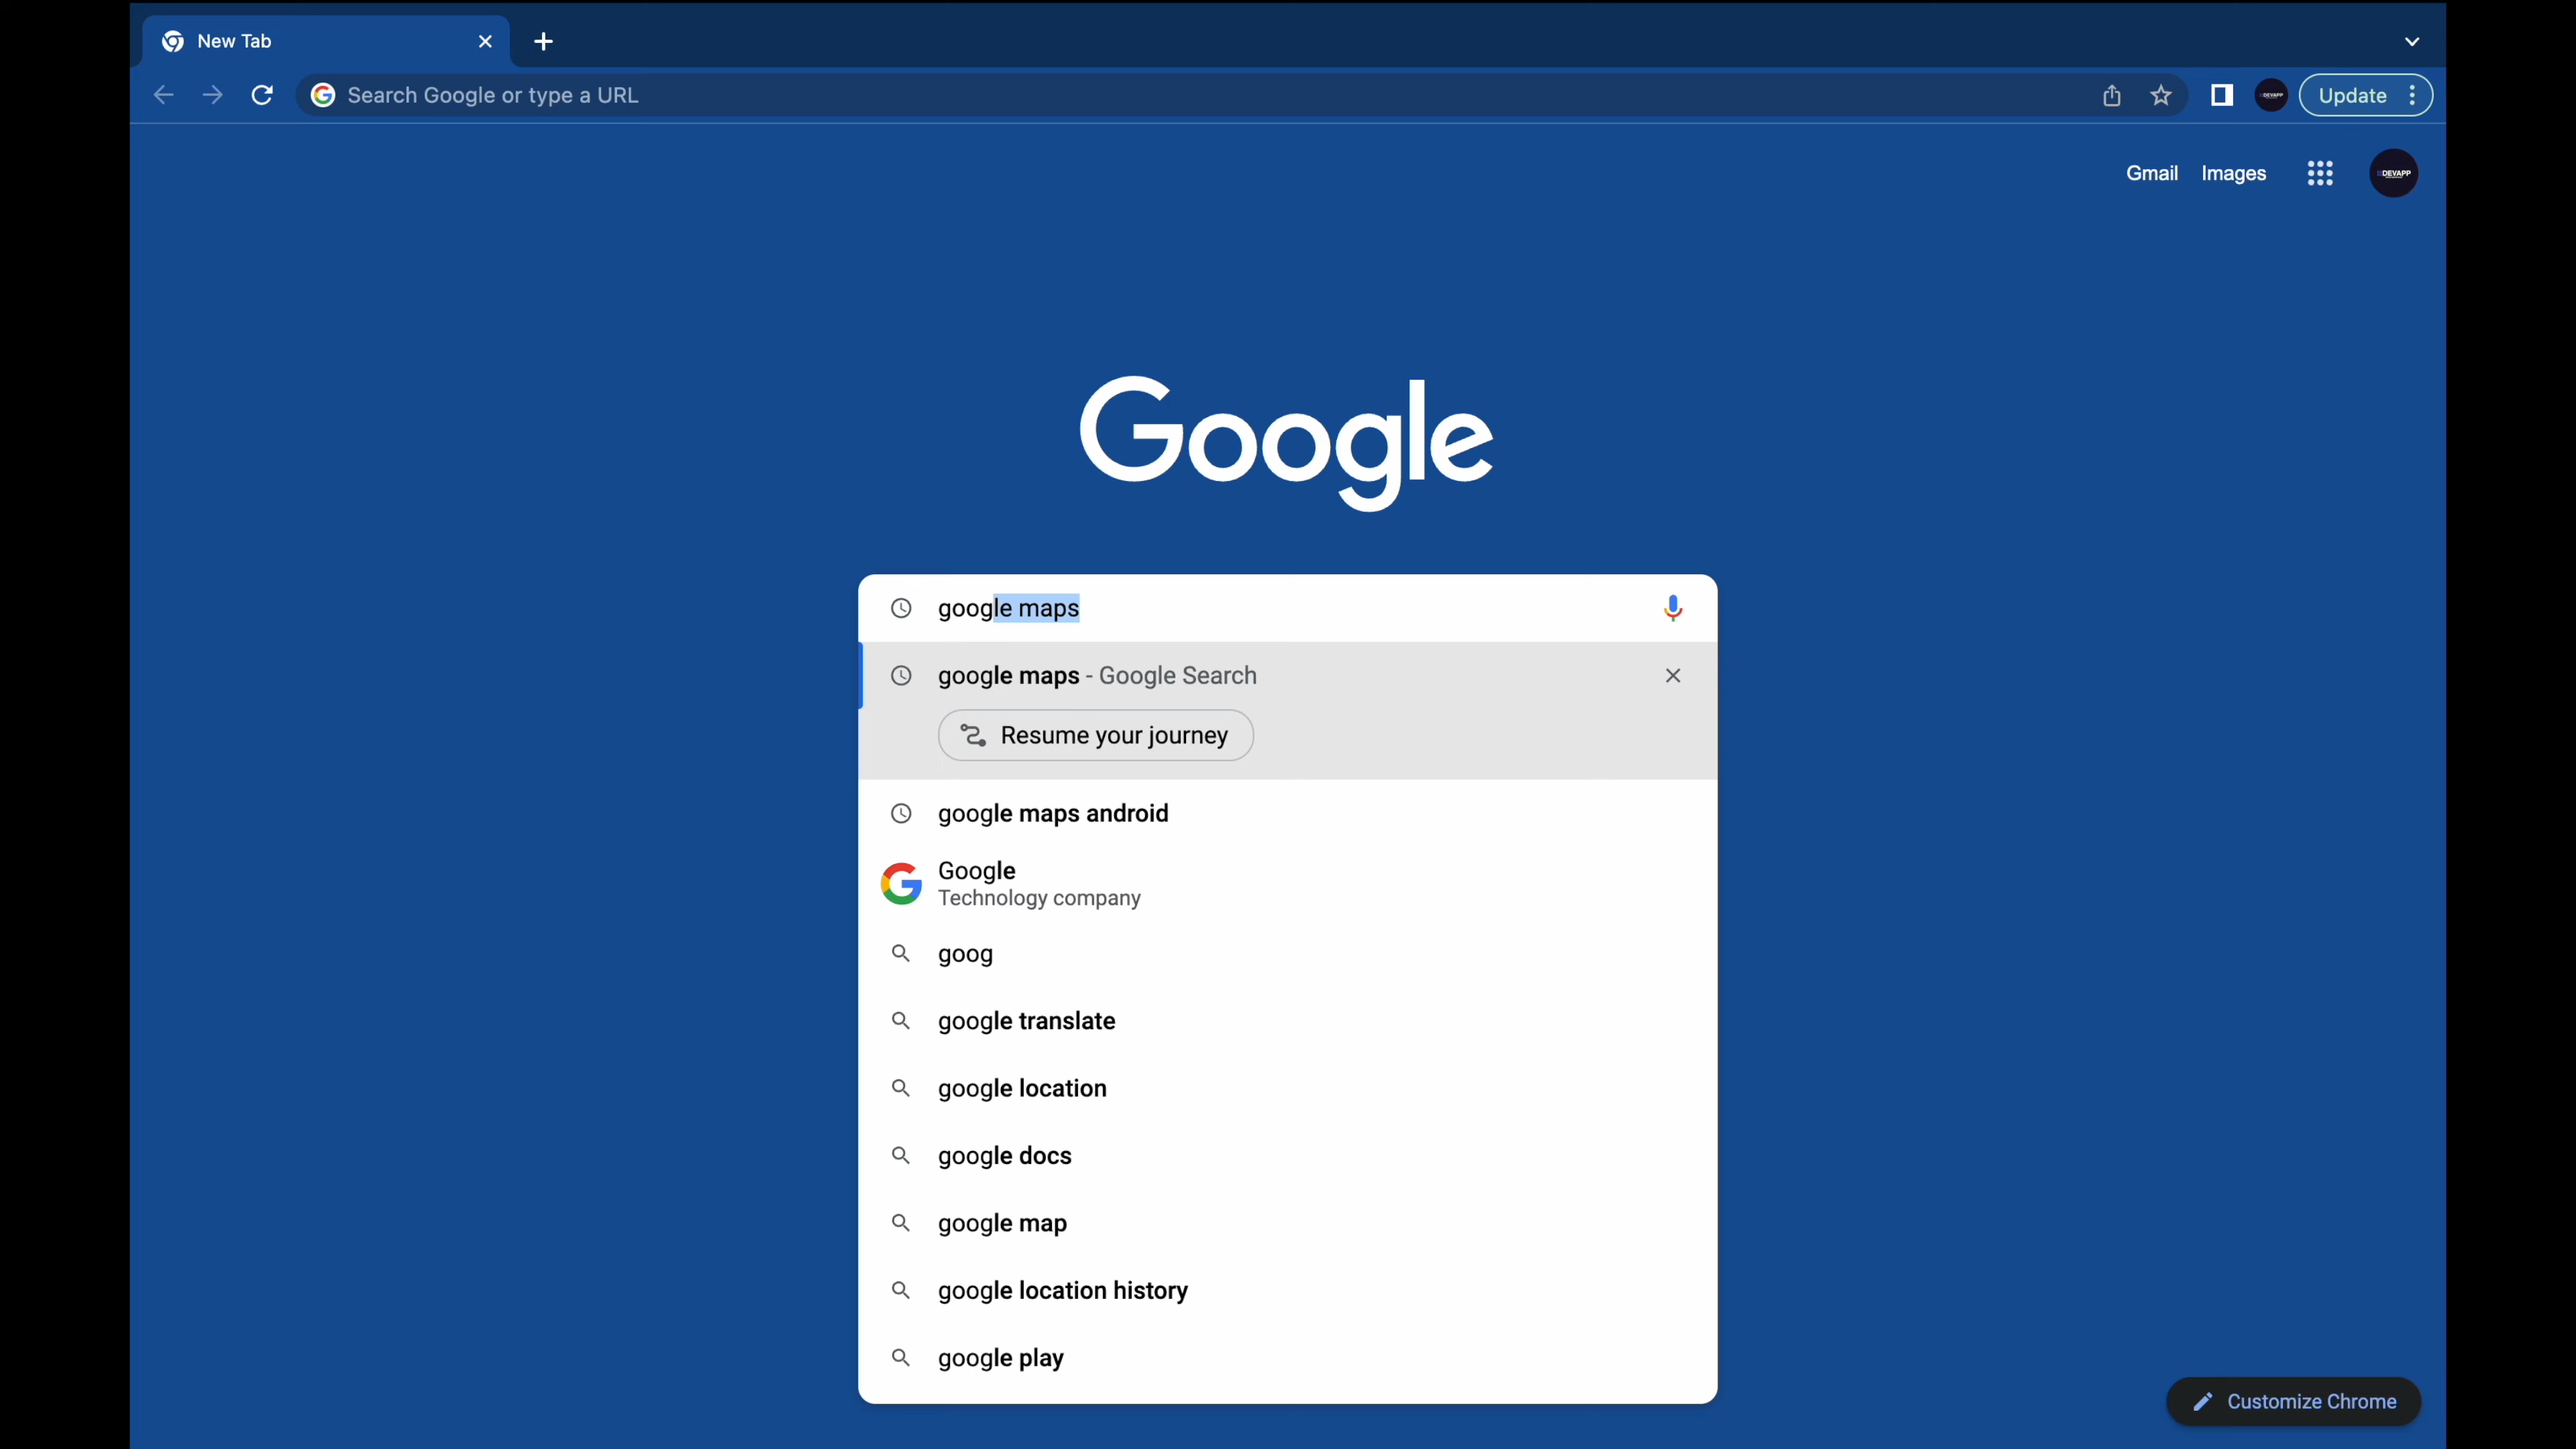 New Tab
Search Google or type a URL
Update
Gmail Images
DEVAPP
Google
google maps
google maps - Google Search
Resume your journey
google maps android
Google
Technology company
goog
google translate
google location
google docs
google map
google location history
google play
Customize Chrome